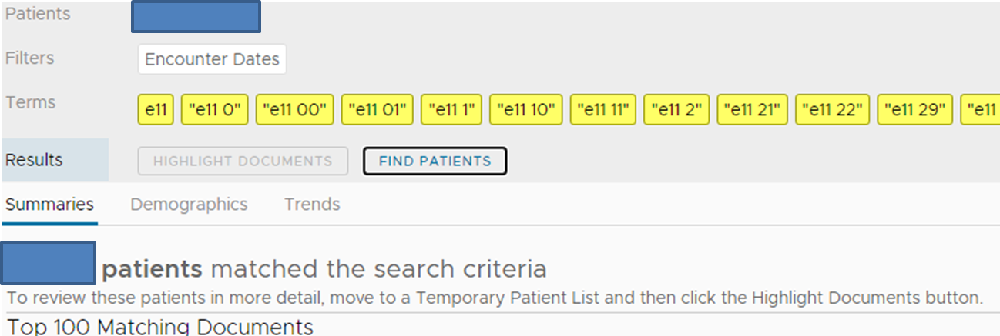 Patients
Filters Encounter Dates
Terms e11 "e11 0" "e11 00" "e11 01" "e11 1" "e11 10" "e11 11" "e11 2" "e11 21" "e11 22" "e11 29" "e11
Results HIGHLIGHT DOCUMENTS FIND PATIENTS
Summaries Demographics Trends
patients matched the search criteria
To review these patients in more detail, move to a Temporary Patient List and then click the Highlight Documents button.
Top 100 Matching Documents